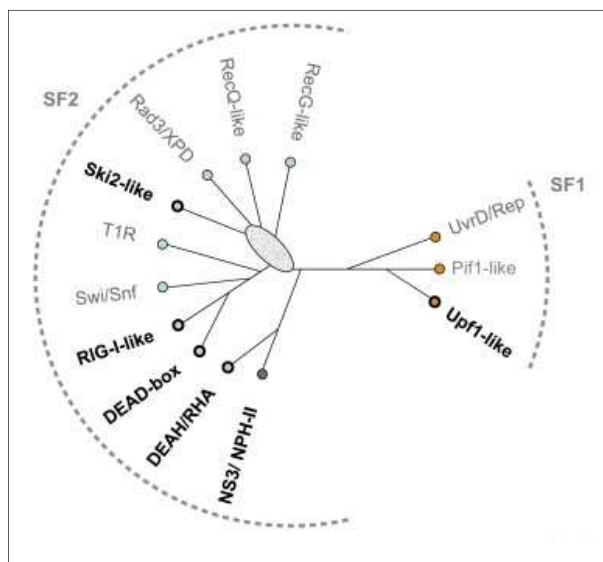 SF2
RecQ-like
RecG-like
Rad3/XPD
Ski2-like
T1R
Swi/Snf
RIG-I-like
DEAD-box
DEAH/RHA
NS3/ NPH-II
SF1
UvrD/Rep
Pif1-like
Upf1-like